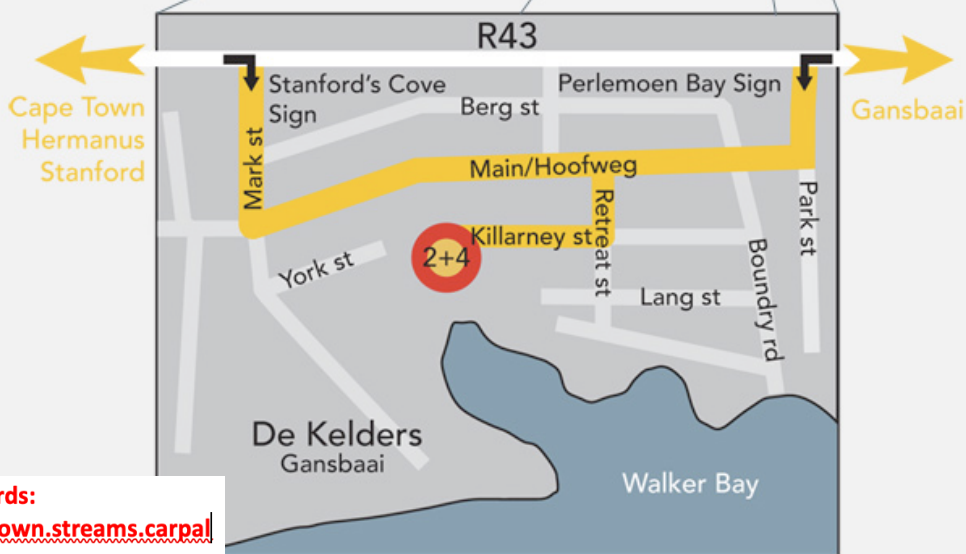 R43
Cape Town
Hermanus
Stanford
Stanford's Cove
Sign
Perlemoen Bay Sign
Gansbaai
Berg st
Mark st
Main/Hoofweg
Park st
Killarney st
Retreat st
2+4
York st
Boundry rd
Lang st
De Kelders
Gansbaai
Walker Bay
rds:
own.streams.carpal